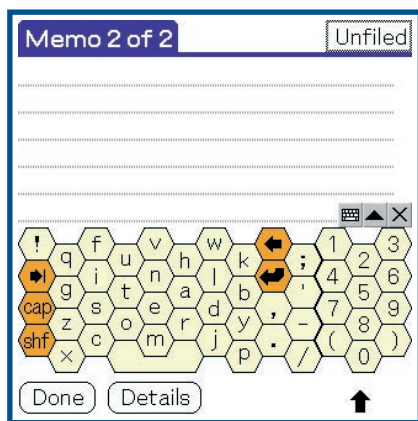 Memo 2 of 2 Unfiled
! f v w 1 3
q u h k ; 2
i n l 4 6
g t a b ' 5
cap s e d , 7 9
z o r y - 8
shf c m j . ( )
x p / 0
Done Details